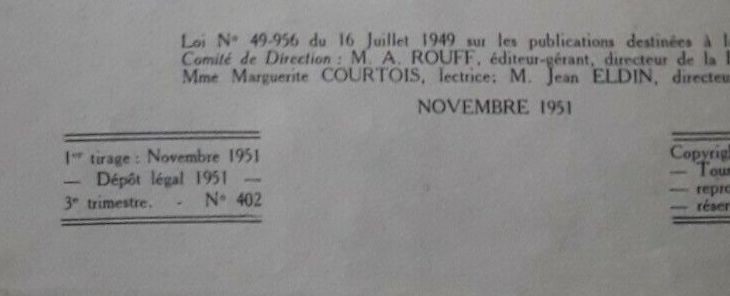 Loi N° 49-956 du 16 Juillet 1949 sur les publications destinées à
Comité de Direction : M. A. ROUFF, éditeur-gérant, directeur de la
Mme Marguerite COURTOIS, lectrice; M. Jean ELDIN, directeu
NOVEMBRE 1951
1er tirage : Novembre 1951
— Dépôt légal 1951 —
3e trimestre. - N° 402
Copyrig
— Tou
— repro
— réser